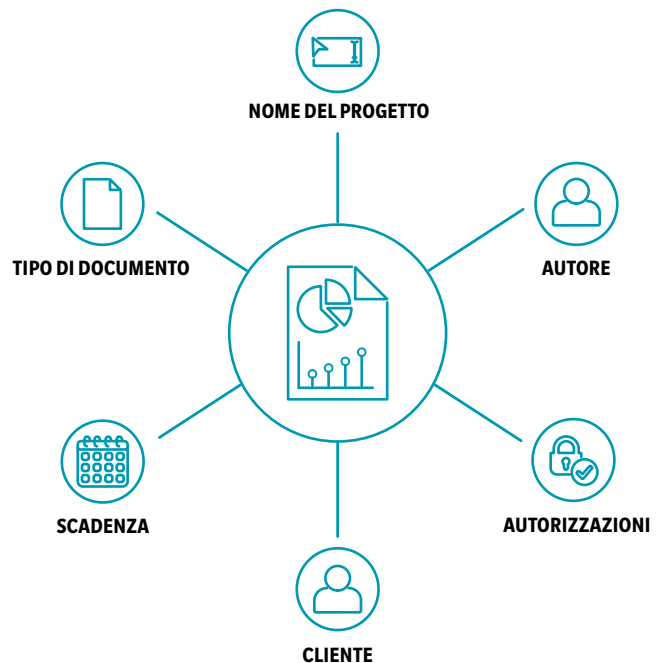 NOME DEL PROGETTO
TIPO DI DOCUMENTO
AUTORE
SCADENZA
AUTORIZZAZIONI
CLIENTE